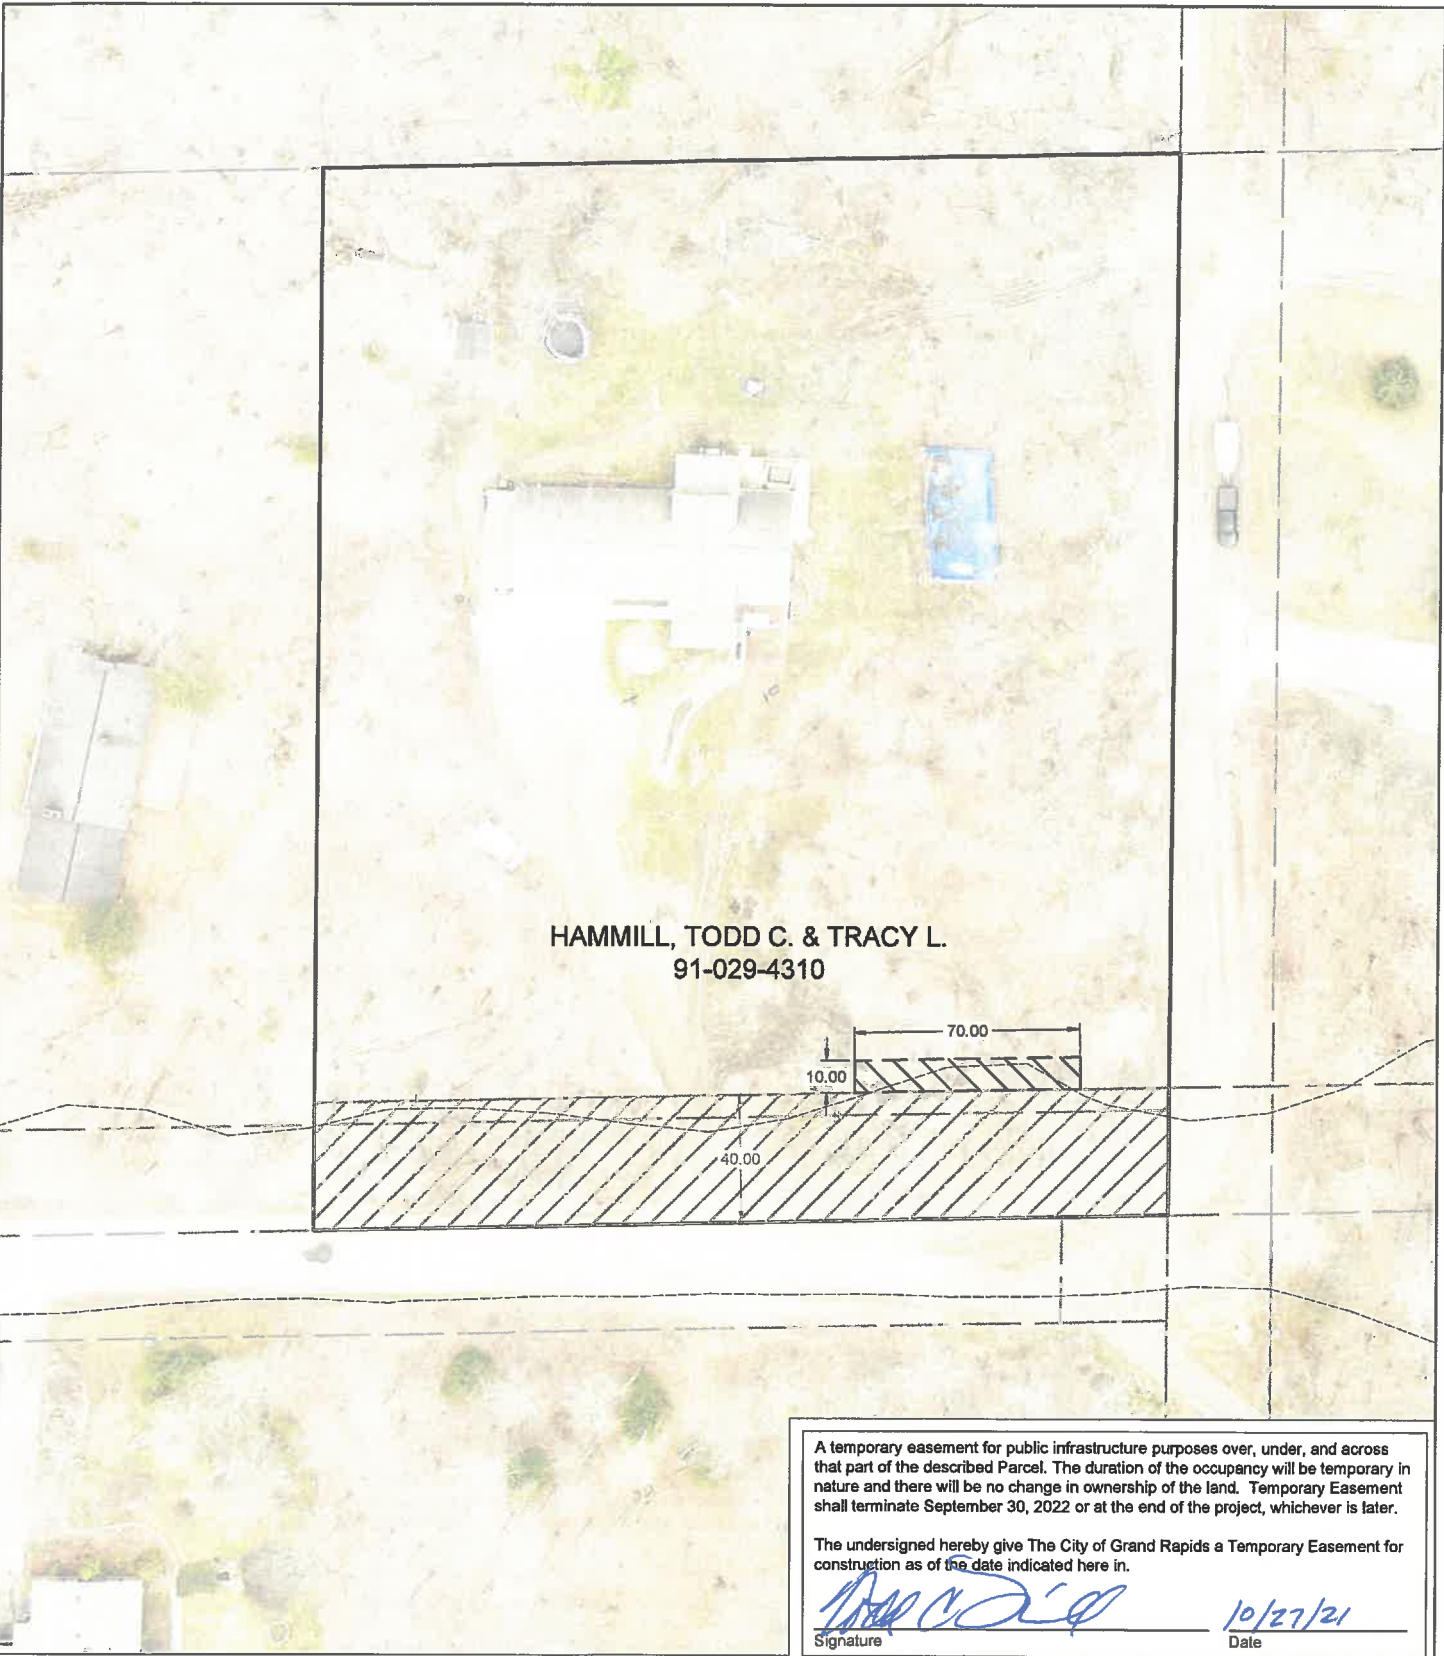 HAMMILL, TODD C. & TRACY L.
91-029-4310
70.00
10.00
40.00
A temporary easement for public infrastructure purposes over, under, and across
that part of the described Parcel. The duration of the occupancy will be temporary in
nature and there will be no change in ownership of the land. Temporary Easement
shall terminate September 30, 2022 or at the end of the project, whichever is later.
The undersigned hereby give The City of Grand Rapids a Temporary Easement for
construction as of the date indicated here in.
Todd C
10/27/21
Signature
Date